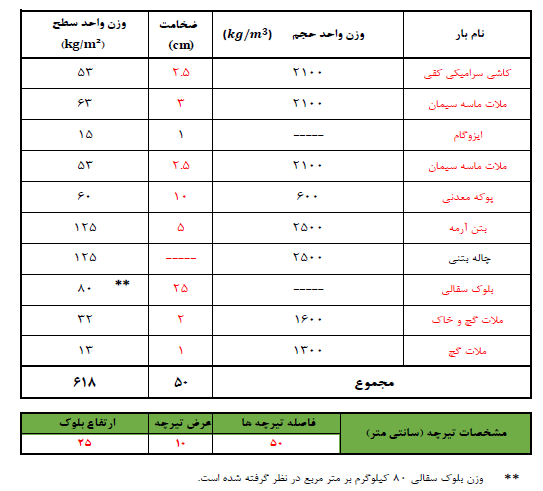 نام بار وزن واحد حجم (kg/m³) ضخامت (cm) وزن واحد سطح (kg/m²)
کاشی سرامیکی کفی ۲۱۰۰ ۲.۵ ۵۳
ملات ماسه سیمان ۲۱۰۰ ۳ ۶۳
ایزوگام ----- ۱ ۱۵
ملات ماسه سیمان ۲۱۰۰ ۲.۵ ۵۳
پوکه معدنی ۶۰۰ ۱۰ ۶۰
بتن آرمه ۲۵۰۰ ۵ ۱۲۵
چاله بتنی ۲۵۰۰ ----- ۱۲۵
بلوک سفالی ----- ۲۵ ۸۰ **
ملات گچ و خاک ۱۶۰۰ ۲ ۳۲
ملات گچ ۱۳۰۰ ۱ ۱۳
مجموع ۵۰ ۶۱۸
مشخصات تیرچه (سانتی متر) فاصله تیرچه ها عرض تیرچه ارتفاع بلوک
۵۰ ۱۰ ۲۵
** وزن بلوک سقالی ۸۰ کیلوگرم بر متر مربع در نظر گرفته شده است.